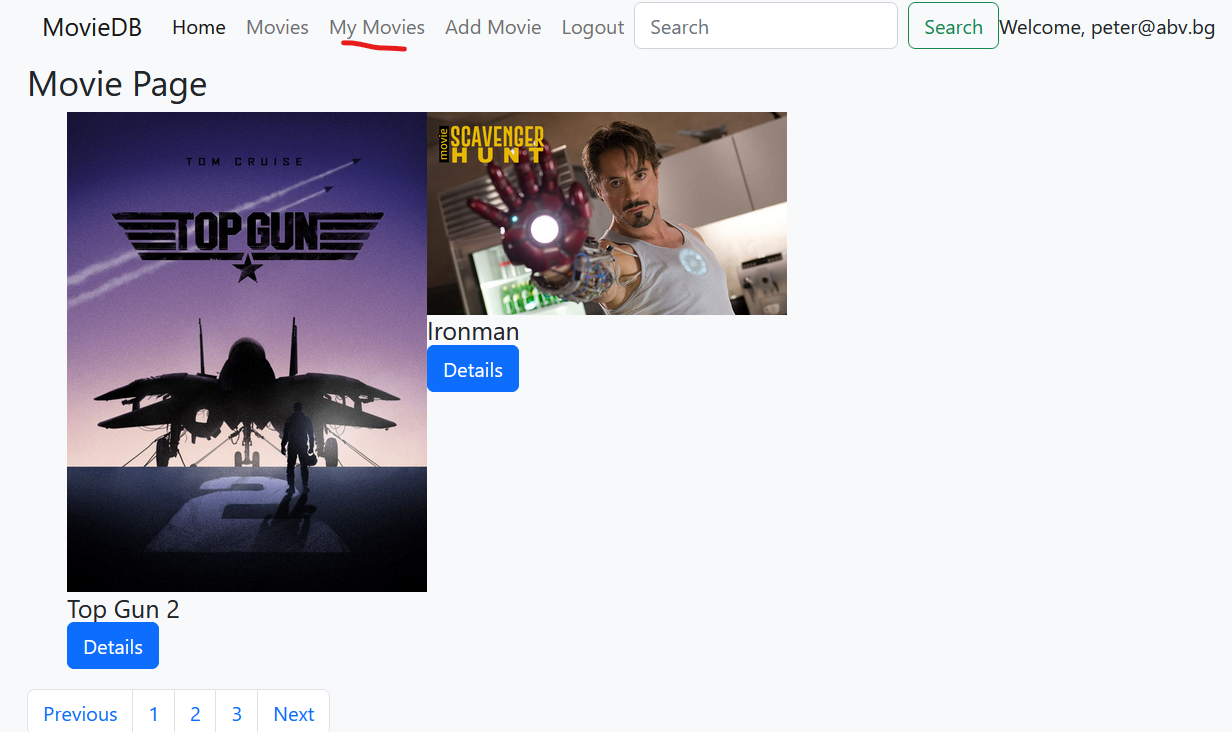 MovieDB Home Movies My Movies Add Movie Logout Search Search Welcome, peter@abv.bg
Movie Page
TOM CRUISE
TOP GUN
2
Top Gun 2
Details
movie
SCAVENGER
HUNT
Ironman
Details
Previous 1 2 3 Next